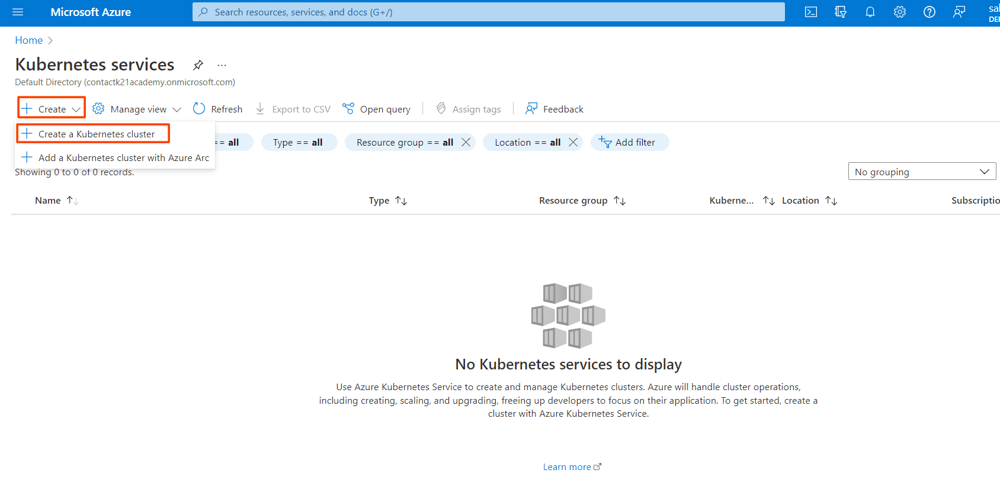 Microsoft Azure
Search resources, services, and docs (G+/)
sal
DEF
Home
Kubernetes services
...
Default Directory (contactk21academy.onmicrosoft.com)
Create
Manage view
Refresh
Export to CSV
Open query
Assign tags
Feedback
Create a Kubernetes cluster
== all
Type == all
Resource group == all
Location == all
Add filter
Add a Kubernetes cluster with Azure Arc
Showing 0 to 0 of 0 records.
No grouping
Name
Type
Resource group
Kuberne...
Location
Subscriptio
No Kubernetes services to display
Use Azure Kubernetes Service to create and manage Kubernetes clusters. Azure will handle cluster operations,
including creating, scaling, and upgrading, freeing up developers to focus on their application. To get started, create a
cluster with Azure Kubernetes Service.
Learn more